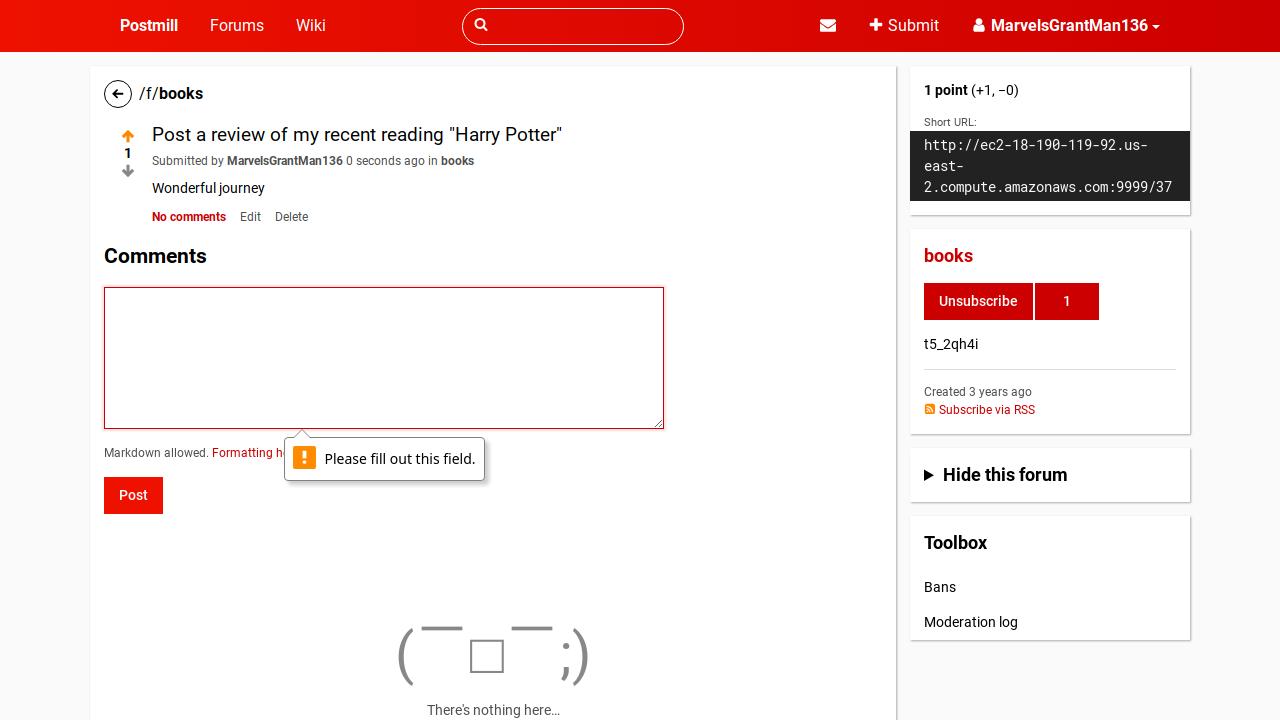 Postmill Forums Wiki Submit MarvelsGrantMan136
/f/books
1
Post a review of my recent reading "Harry Potter"
Submitted by MarvelsGrantMan136 0 seconds ago in books
Wonderful journey
No comments Edit Delete
Comments
Markdown allowed. Formatting
Please fill out this field.
Post
(¯□¯;)
There's nothing here…
1 point (+1, −0)
Short URL:
http://ec2-18-190-119-92.us-
east-
2.compute.amazonaws.com:9999/37
books
Unsubscribe 1
t5_2qh4i
Created 3 years ago
Subscribe via RSS
Hide this forum
Toolbox
Bans
Moderation log